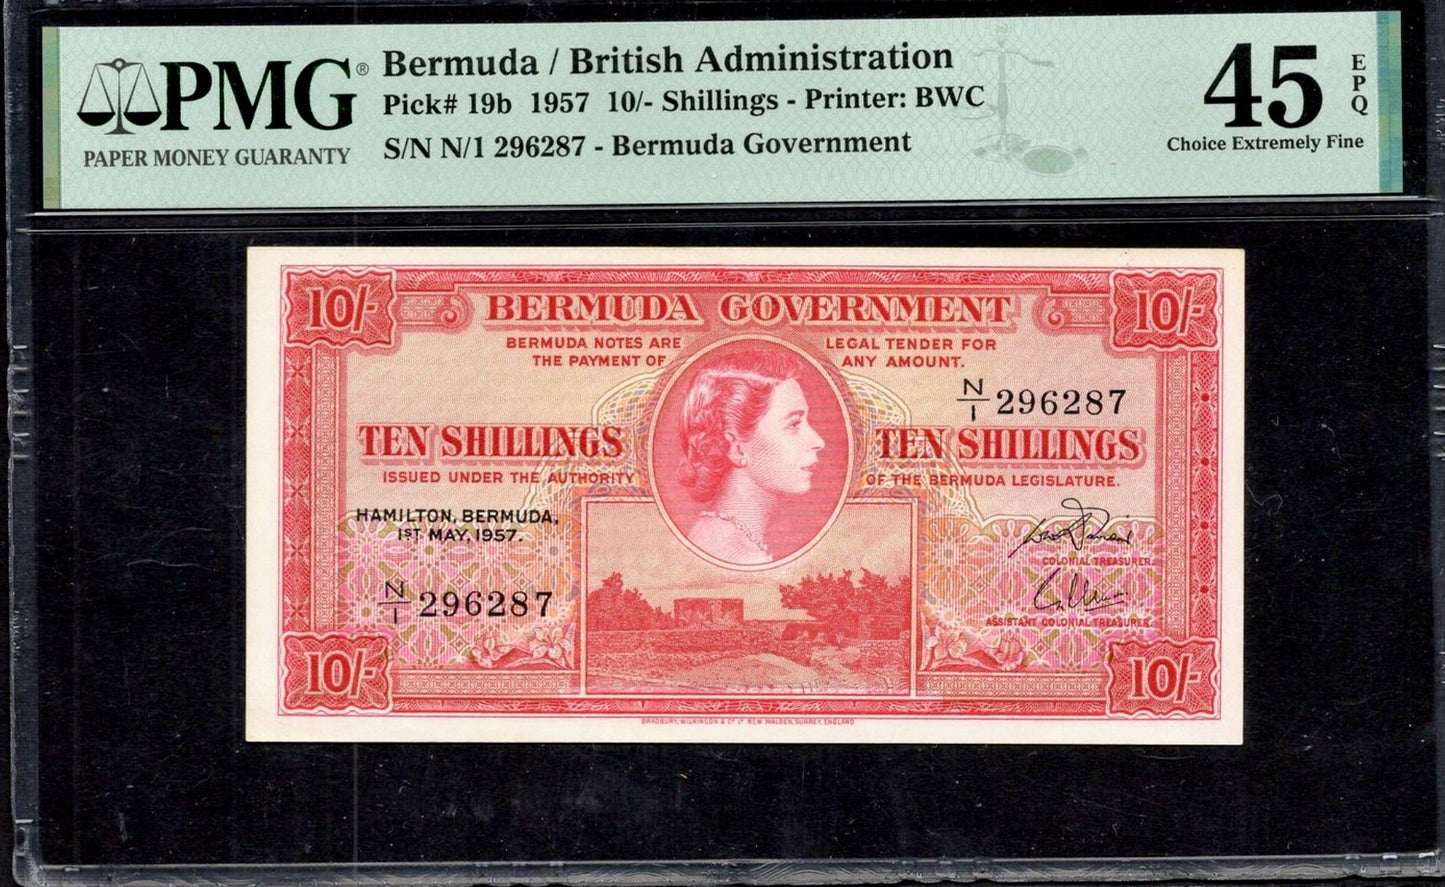 PMG®
PAPER MONEY GUARANTY
Bermuda / British Administration
Pick# 19b 1957 10/- Shillings - Printer: BWC
S/N N/1 296287 - Bermuda Government
45
EPQ
Choice Extremely Fine
10/-
BERMUDA GOVERNMENT
10/-
BERMUDA NOTES ARE LEGAL TENDER FOR
THE PAYMENT OF ANY AMOUNT.
N/1 296287
TEN SHILLINGS TEN SHILLINGS
ISSUED UNDER THE AUTHORITY OF THE BERMUDA LEGISLATURE.
HAMILTON, BERMUDA,
1ST MAY, 1957.
COLONIAL TREASURER.
N/1 296287
ASSISTANT COLONIAL TREASURER.
10/-
10/-
BRADBURY, WILKINSON & Cº Lᵈ NEW MALDEN, SURREY, ENGLAND